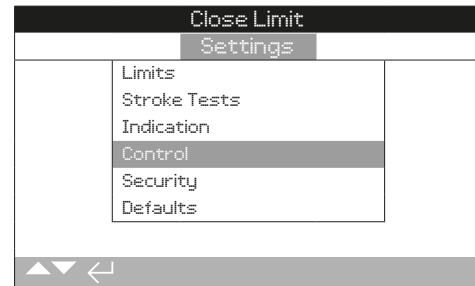 Close Limit
Settings
Limits
Stroke Tests
Indication
Control
Security
Defaults